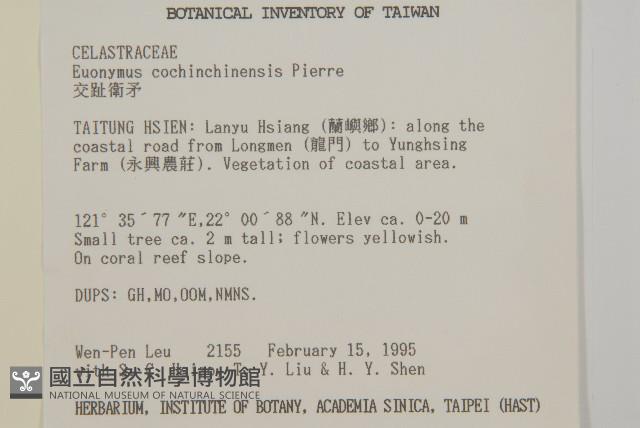 BOTANICAL INVENTORY OF TAIWAN
CELASTRACEAE
Euonymus cochinchinensis Pierre
交趾衛矛
TAITUNG HSIEN: Lanyu Hsiang (蘭嶼鄉): along the
coastal road from Longmen (龍門) to Yunghsing
Farm (永興農莊). Vegetation of coastal area.
121° 35´77 ″E,22° 00´88 ″N. Elev ca. 0-20 m
Small tree ca. 2 m tall; flowers yellowish.
On coral reef slope.
DUPS: GH,MO,OOM,NMNS.
Wen-Pen Leu 2155 February 15, 1995
Y. Liu & H. Y. Shen
國立自然科學博物館
NATIONAL MUSEUM OF NATURAL SCIENCE
HERBARIUM, INSTITUTE OF BOTANY, ACADEMIA SINICA, TAIPEI (HAST)